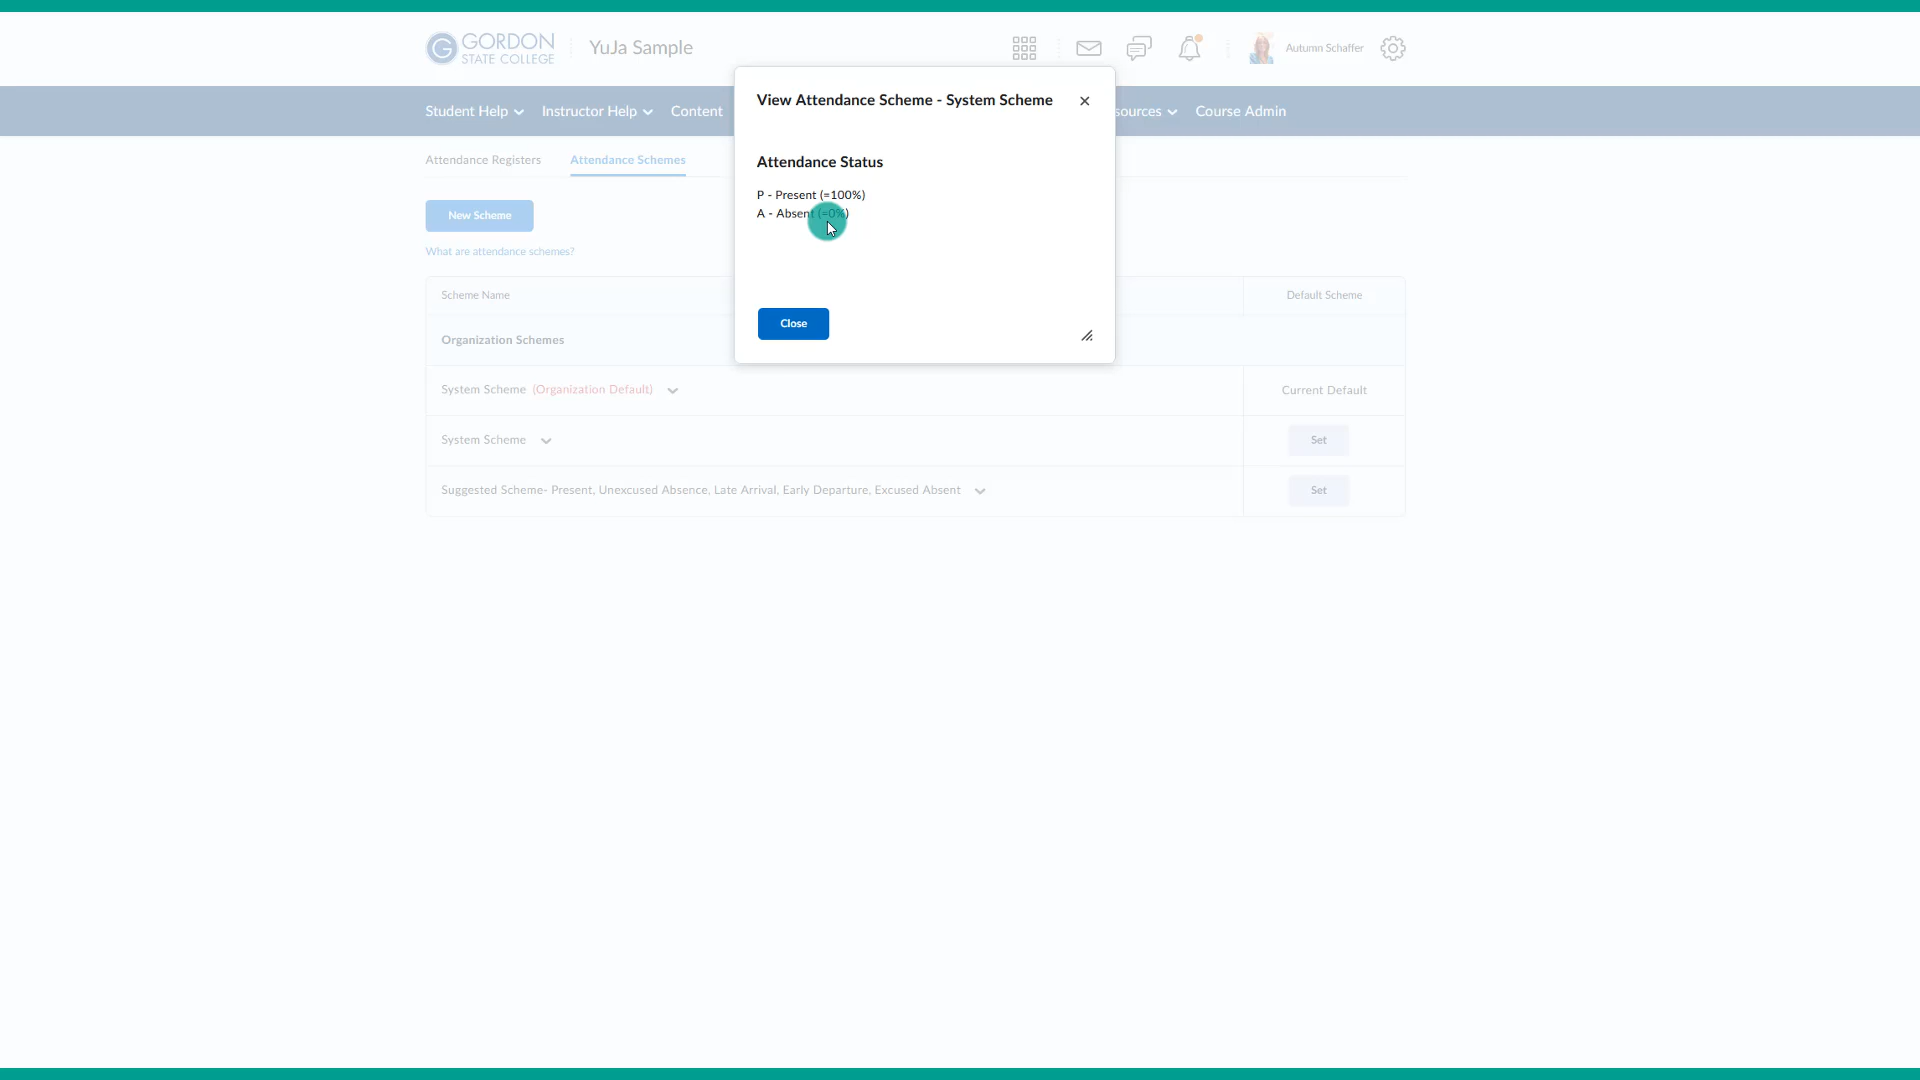 GORDON
STATE COLLEGE
YuJa Sample
Autumn Schaffer
Student Help
Instructor Help
Content
sources
Course Admin
View Attendance Scheme - System Scheme
Attendance Registers
Attendance Schemes
Attendance Status
P - Present (=100%)
A - Absent (=0%)
New Scheme
What are attendance schemes?
Scheme Name
Default Scheme
Close
Organization Schemes
System Scheme (Organization Default)
Current Default
System Scheme
Set
Suggested Scheme- Present, Unexcused Absence, Late Arrival, Early Departure, Excused Absent
Set